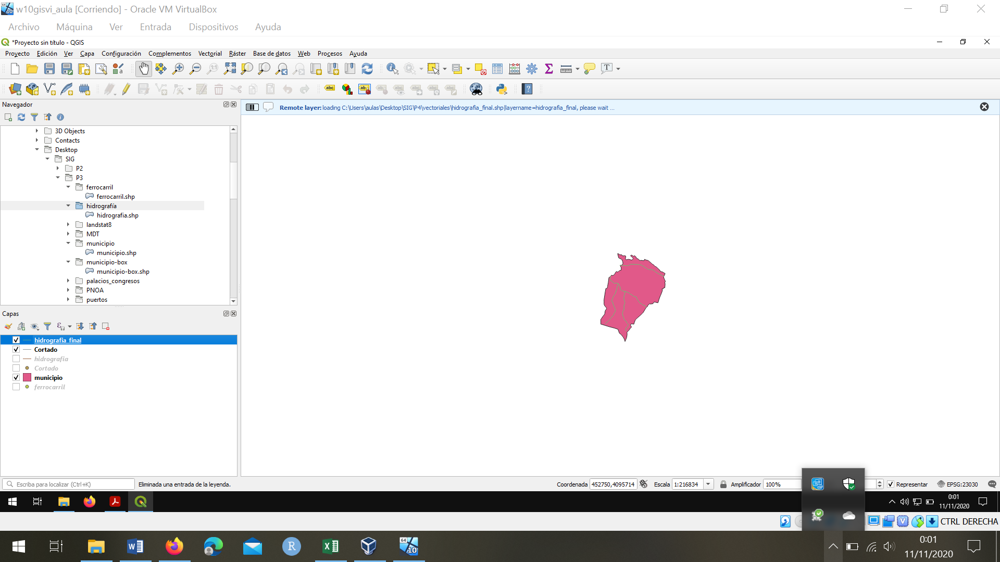 w10gisvi_aula [Corriendo] - Oracle VM VirtualBox
Archivo Máquina Ver Entrada Dispositivos Ayuda
*Proyecto sin título - QGIS
Proyecto Edición Ver Capa Configuración Complementos Vectorial Ráster Base de datos Web Procesos Ayuda
Navegador
Remote layer: loading C:\Users\aulas\Desktop\SIG\P4\vectoriales\hidrografia_final.shp|layername=hidrografia_final, please wait ...
3D Objects
Contacts
Desktop
SIG
P2
P3
ferrocarril
ferrocarril.shp
hidrografía
hidrografia.shp
landstat8
MDT
municipio
municipio.shp
municipio-box
municipio-box.shp
palacios_congresos
PNOA
puertos
Capas
hidrografia_final
Cortado
hidrografia
Cortado
municipio
ferrocarril
Escriba para localizar (Ctrl+K)
Eliminada una entrada de la leyenda.
Coordenada 452750,4095714 Escala 1:216834 Amplificador 100% Representar EPSG:23030
0:01
11/11/2020
CTRL DERECHA
0:01
11/11/2020